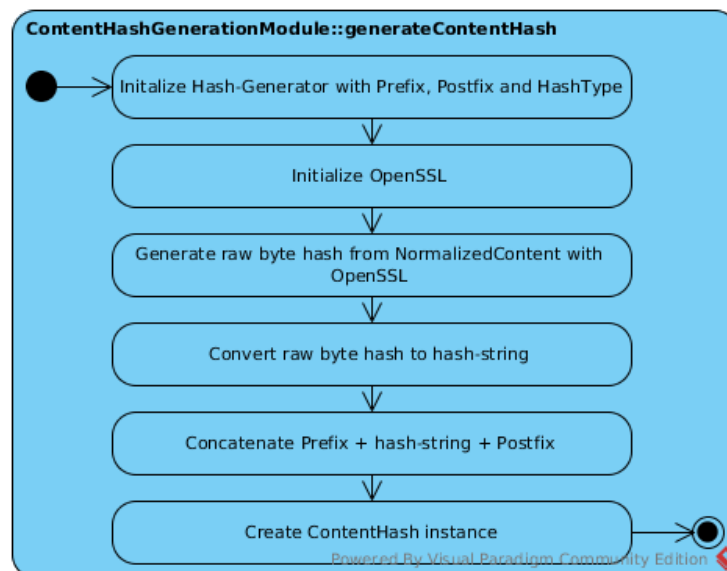 ContentHashGenerationModule::generateContentHash
Initalize Hash-Generator with Prefix, Postfix and HashType
Initialize OpenSSL
Generate raw byte hash from NormalizedContent with
OpenSSL
Convert raw byte hash to hash-string
Concatenate Prefix + hash-string + Postfix
Create ContentHash instance
Powered By Visual Paradigm Community Edition